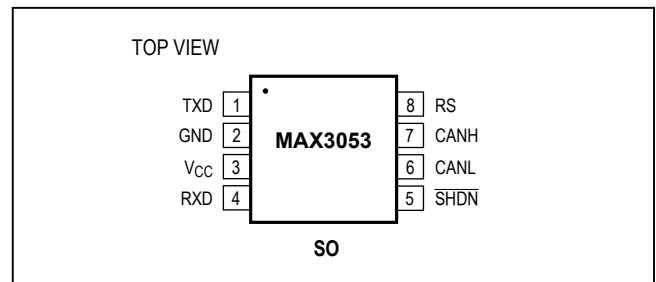 TOP VIEW
TXD 1 8 RS
GND 2 MAX3053 7 CANH
VCC 3 6 CANL
RXD 4 5 SHDN
SO